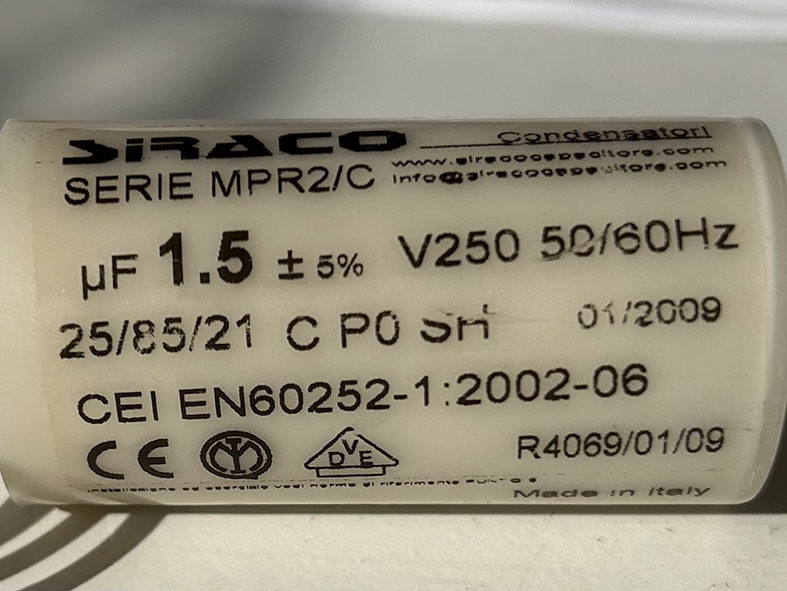 SIRACO Condensatori
SERIE MPR2/C
µF 1.5 ± 5% V250 50/60Hz
25/85/21 C P0 SH 01/2009
CEI EN60252-1:2002-06
CE DVE R4069/01/09
Made in Italy